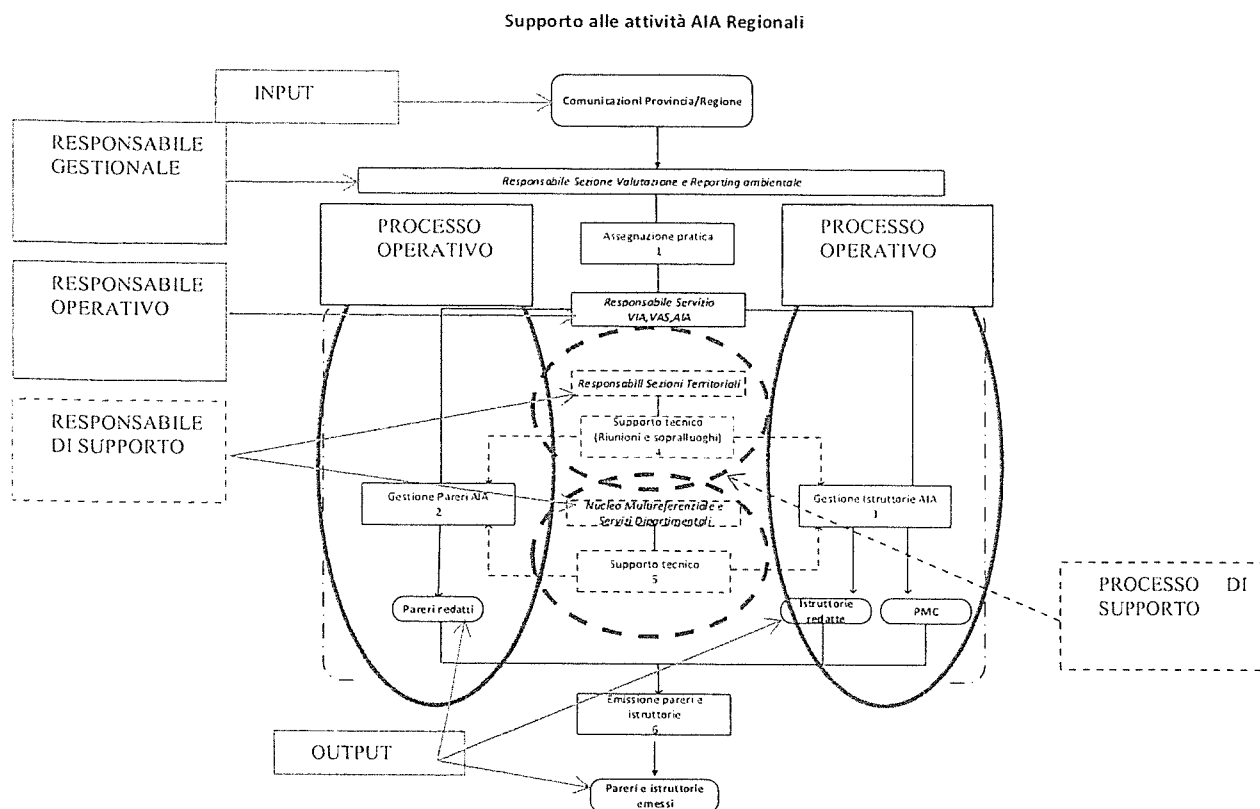 Supporto alle attività AIA Regionali
INPUT
Comunicazioni Provincia/Regione
RESPONSABILE
GESTIONALE
Responsabile Sezione Valutazione e Reporting ambientale
PROCESSO
OPERATIVO
Assegnazione pratica
1
PROCESSO
OPERATIVO
RESPONSABILE
OPERATIVO
Responsabile Servizio
VIA,VAS,AIA
Responsabili Sezioni Territoriali
RESPONSABILE
DI SUPPORTO
Supporto tecnico
(Riunioni e sopralluoghi)
4
Gestione Pareri AIA
2
Nucleo Multireferenziale e
Servizi Dipartimentali
Gestione Istruttorie AIA
3
Supporto tecnico
5
PROCESSO DI
SUPPORTO
Pareri redatti
Istruttorie
redatte
PMC
Emissione pareri e
istruttorie
6
OUTPUT
Pareri e istruttorie
emessi